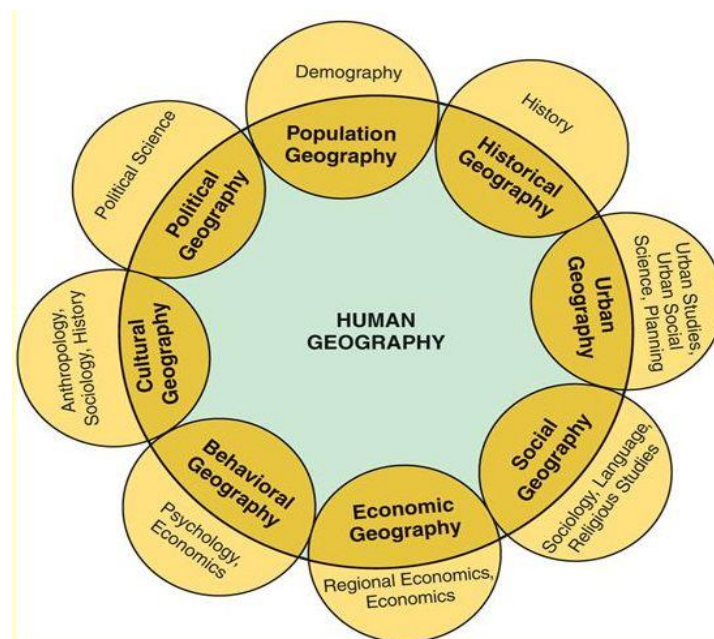 Demography
Population
Geography
History
Historical
Geography
Urban Studies,
Urban Social
Science, Planning
Urban
Geography
Sociology, Language,
Religious Studies
Social
Geography
Regional Economics,
Economics
Economic
Geography
Psychology,
Economics
Behavioral
Geography
Anthropology,
Sociology, History
Cultural
Geography
Political Science
Political
Geography
HUMAN
GEOGRAPHY